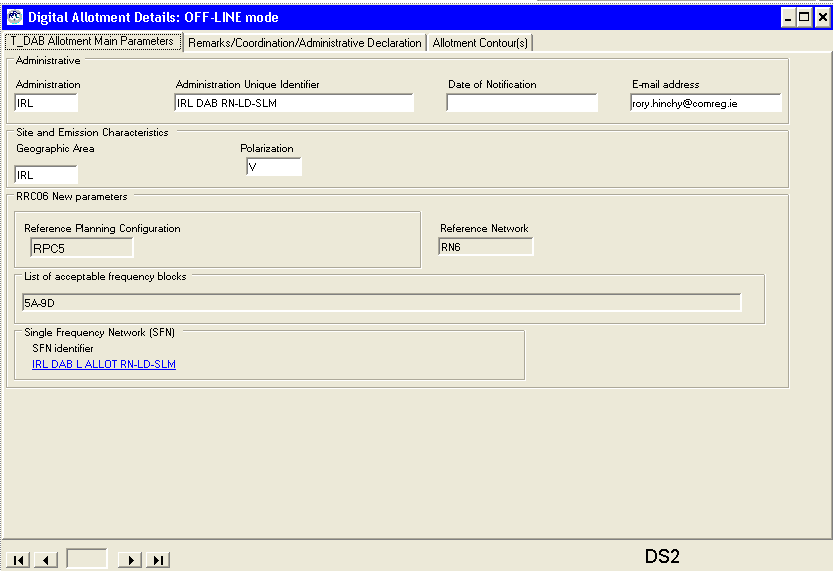 Digital Allotment Details: OFF-LINE mode
T_DAB Allotment Main Parameters Remarks/Coordination/Administrative Declaration Allotment Contour(s)
Administrative
Administration Administration Unique Identifier Date of Notification E-mail address
IRL IRL DAB RN-LD-SLM rory.hinchy@comreg.ie
Site and Emission Characteristics
Geographic Area Polarization
IRL V
RRC06 New parameters
Reference Planning Configuration Reference Network
RPC5 RN6
List of acceptable frequency blocks
5A-9D
Single Frequency Network (SFN)
SFN identifier
IRL DAB L ALLOT RN-LD-SLM
DS2